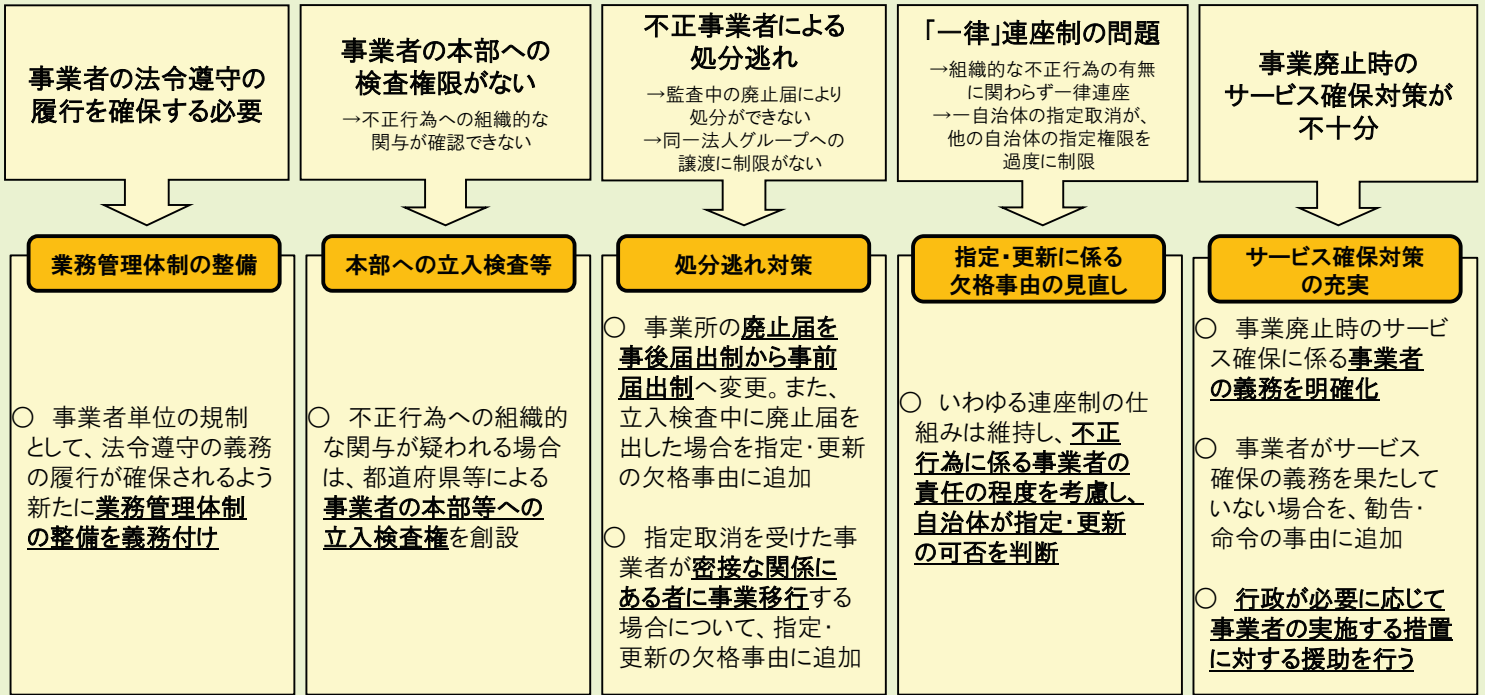 事業者の法令遵守の
履行を確保する必要
事業者の本部への
検査権限がない
→不正行為への組織的な
関与が確認できない
不正事業者による
処分逃れ
→監査中の廃止届により
処分ができない
→同一法人グループへの
譲渡に制限がない
「一律」連座制の問題
→組織的な不正行為の有無
に関わらず一律連座
→一自治体の指定取消が、
他の自治体の指定権限を
過度に制限
事業廃止時の
サービス確保対策が
不十分
業務管理体制の整備
○ 事業者単位の規制
として、法令遵守の義務
の履行が確保されるよう
新たに業務管理体制
の整備を義務付け
本部への立入検査等
○ 不正行為への組織的
な関与が疑われる場合
は、都道府県等による
事業者の本部等への
立入検査権を創設
処分逃れ対策
○ 事業所の廃止届を
事後届出制から事前
届出制へ変更。また、
立入検査中に廃止届を
出した場合を指定・更新
の欠格事由に追加
○ 指定取消を受けた事
業者が密接な関係に
ある者に事業移行する
場合について、指定・
更新の欠格事由に追加
指定・更新に係る
欠格事由の見直し
○ いわゆる連座制の仕
組みは維持し、不正
行為に係る事業者の
責任の程度を考慮し、
自治体が指定・更新
の可否を判断
サービス確保対策
の充実
○ 事業廃止時のサービ
ス確保に係る事業者
の義務を明確化
○ 事業者がサービス
確保の義務を果たして
いない場合を、勧告・
命令の事由に追加
○ 行政が必要に応じて
事業者の実施する措置
に対する援助を行う